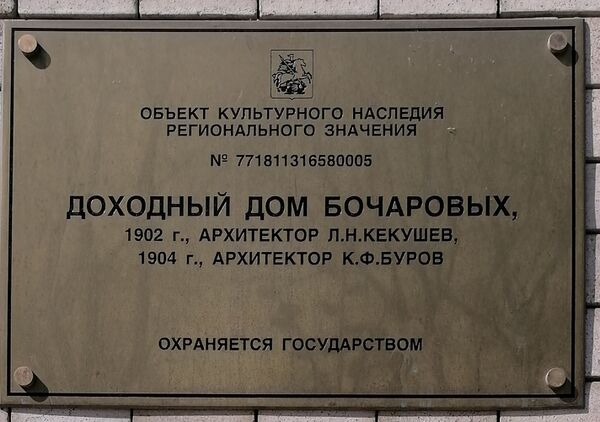 ОБЪЕКТ КУЛЬТУРНОГО НАСЛЕДИЯ
РЕГИОНАЛЬНОГО ЗНАЧЕНИЯ
№ 771811316580005
ДОХОДНЫЙ ДОМ БОЧАРОВЫХ,
1902 г., АРХИТЕКТОР Л.Н.КЕКУШЕВ,
1904 г., АРХИТЕКТОР К.Ф.БУРОВ
ОХРАНЯЕТСЯ ГОСУДАРСТВОМ